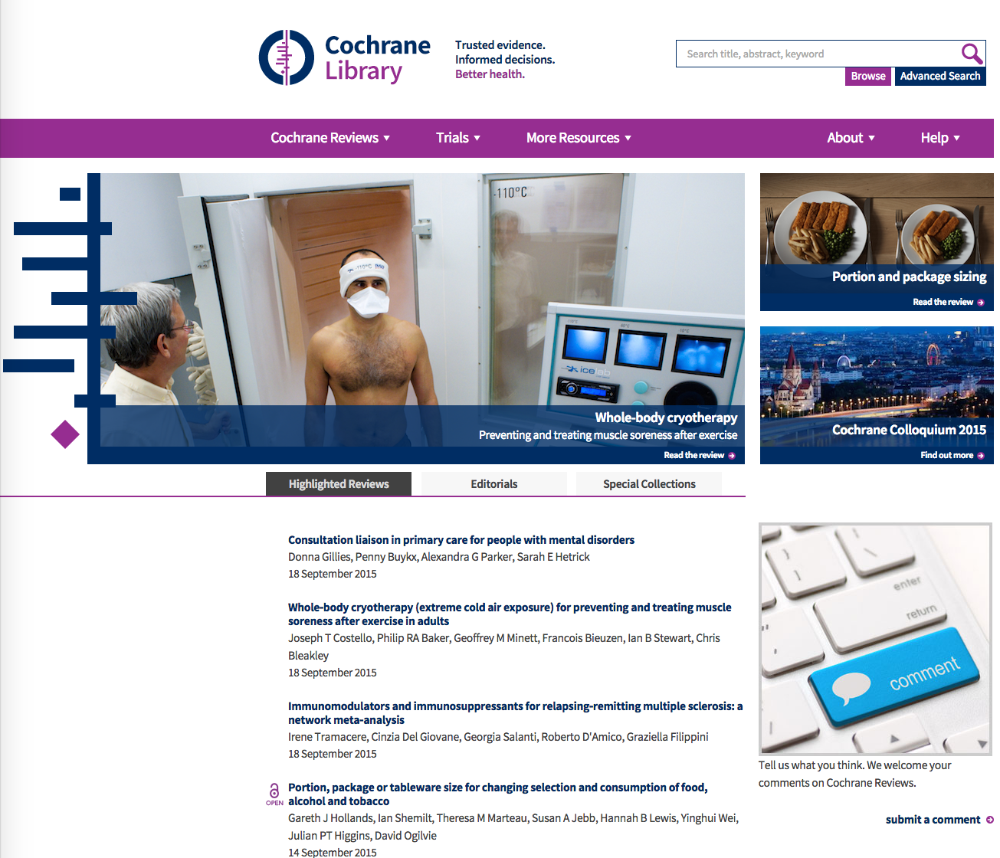 Cochrane
Library
Trusted evidence.
Informed decisions.
Better health.
Search title, abstract, keyword
Browse
Advanced Search
Cochrane Reviews
Trials
More Resources
About
Help
-110°C
-110°C
icelab
Whole-body cryotherapy
Preventing and treating muscle soreness after exercise
Read the review
Portion and package sizing
Read the review
Cochrane Colloquium 2015
Find out more
Highlighted Reviews
Editorials
Special Collections
Consultation liaison in primary care for people with mental disorders
Donna Gillies, Penny Buykx, Alexandra G Parker, Sarah E Hetrick
18 September 2015
Whole-body cryotherapy (extreme cold air exposure) for preventing and treating muscle
soreness after exercise in adults
Joseph T Costello, Philip RA Baker, Geoffrey M Minett, Francois Bieuzen, Ian B Stewart, Chris
Bleakley
18 September 2015
Immunomodulators and immunosuppressants for relapsing-remitting multiple sclerosis: a
network meta-analysis
Irene Tramacere, Cinzia Del Giovane, Georgia Salanti, Roberto D'Amico, Graziella Filippini
18 September 2015
OPEN
Portion, package or tableware size for changing selection and consumption of food,
alcohol and tobacco
Gareth J Hollands, Ian Shemilt, Theresa M Marteau, Susan A Jebb, Hannah B Lewis, Yinghui Wei,
Julian PT Higgins, David Ogilvie
14 September 2015
enter
return
comment
Tell us what you think. We welcome your
comments on Cochrane Reviews.
submit a comment